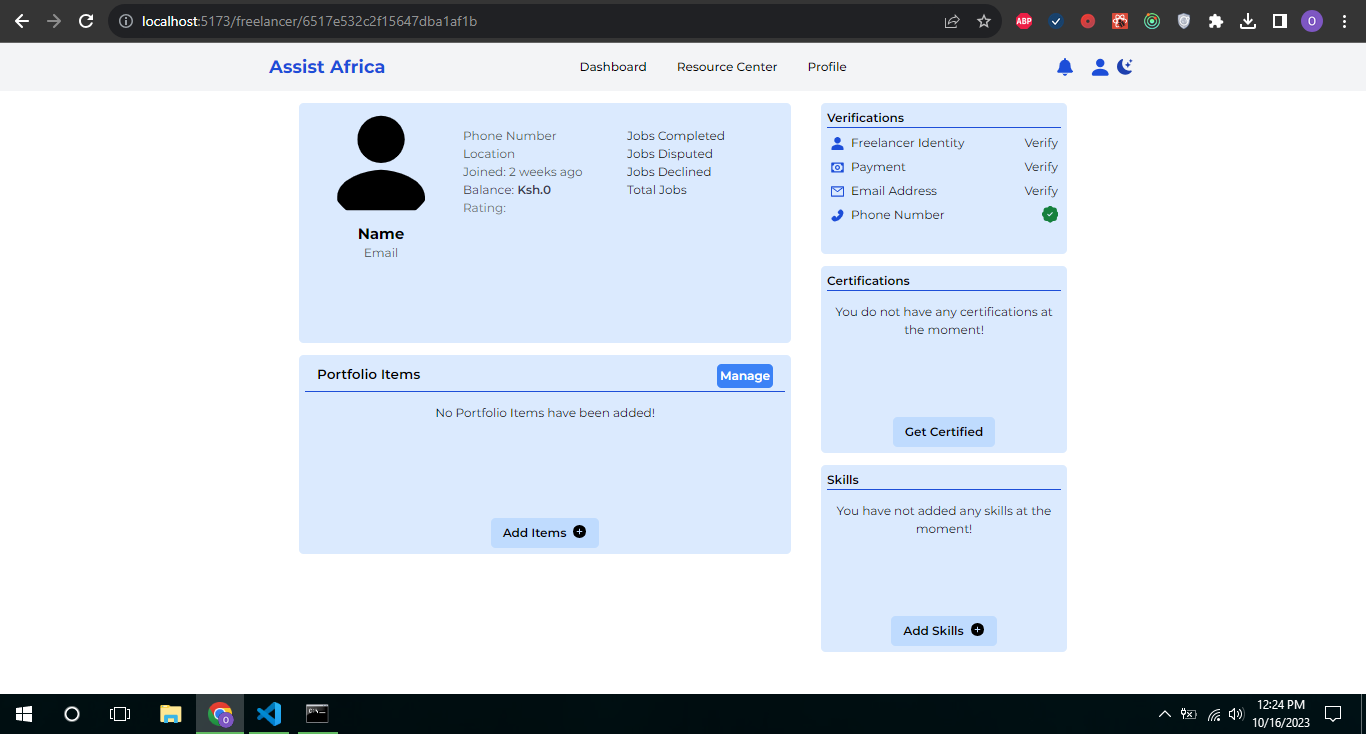 localhost:5173/freelancer/6517e532c2f15647dba1af1b
ABP
O
Assist Africa
Dashboard
Resource Center
Profile
Name
Email
Phone Number
Location
Joined: 2 weeks ago
Balance: Ksh.0
Rating:
Jobs Completed
Jobs Disputed
Jobs Declined
Total Jobs
Portfolio Items
Manage
No Portfolio Items have been added!
Add Items
Verifications
Freelancer Identity Verify
Payment Verify
Email Address Verify
Phone Number
Certifications
You do not have any certifications at
the moment!
Get Certified
Skills
You have not added any skills at the
moment!
Add Skills
12:24 PM
10/16/2023